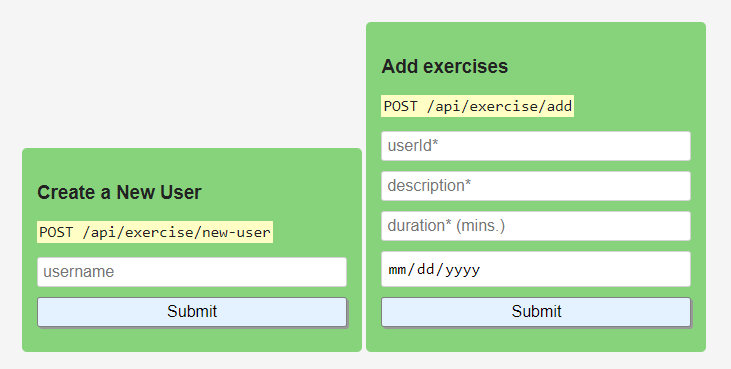 Create a New User
POST /api/exercise/new-user
username
Submit
Add exercises
POST /api/exercise/add
userId*
description*
duration* (mins.)
mm/dd/yyyy
Submit